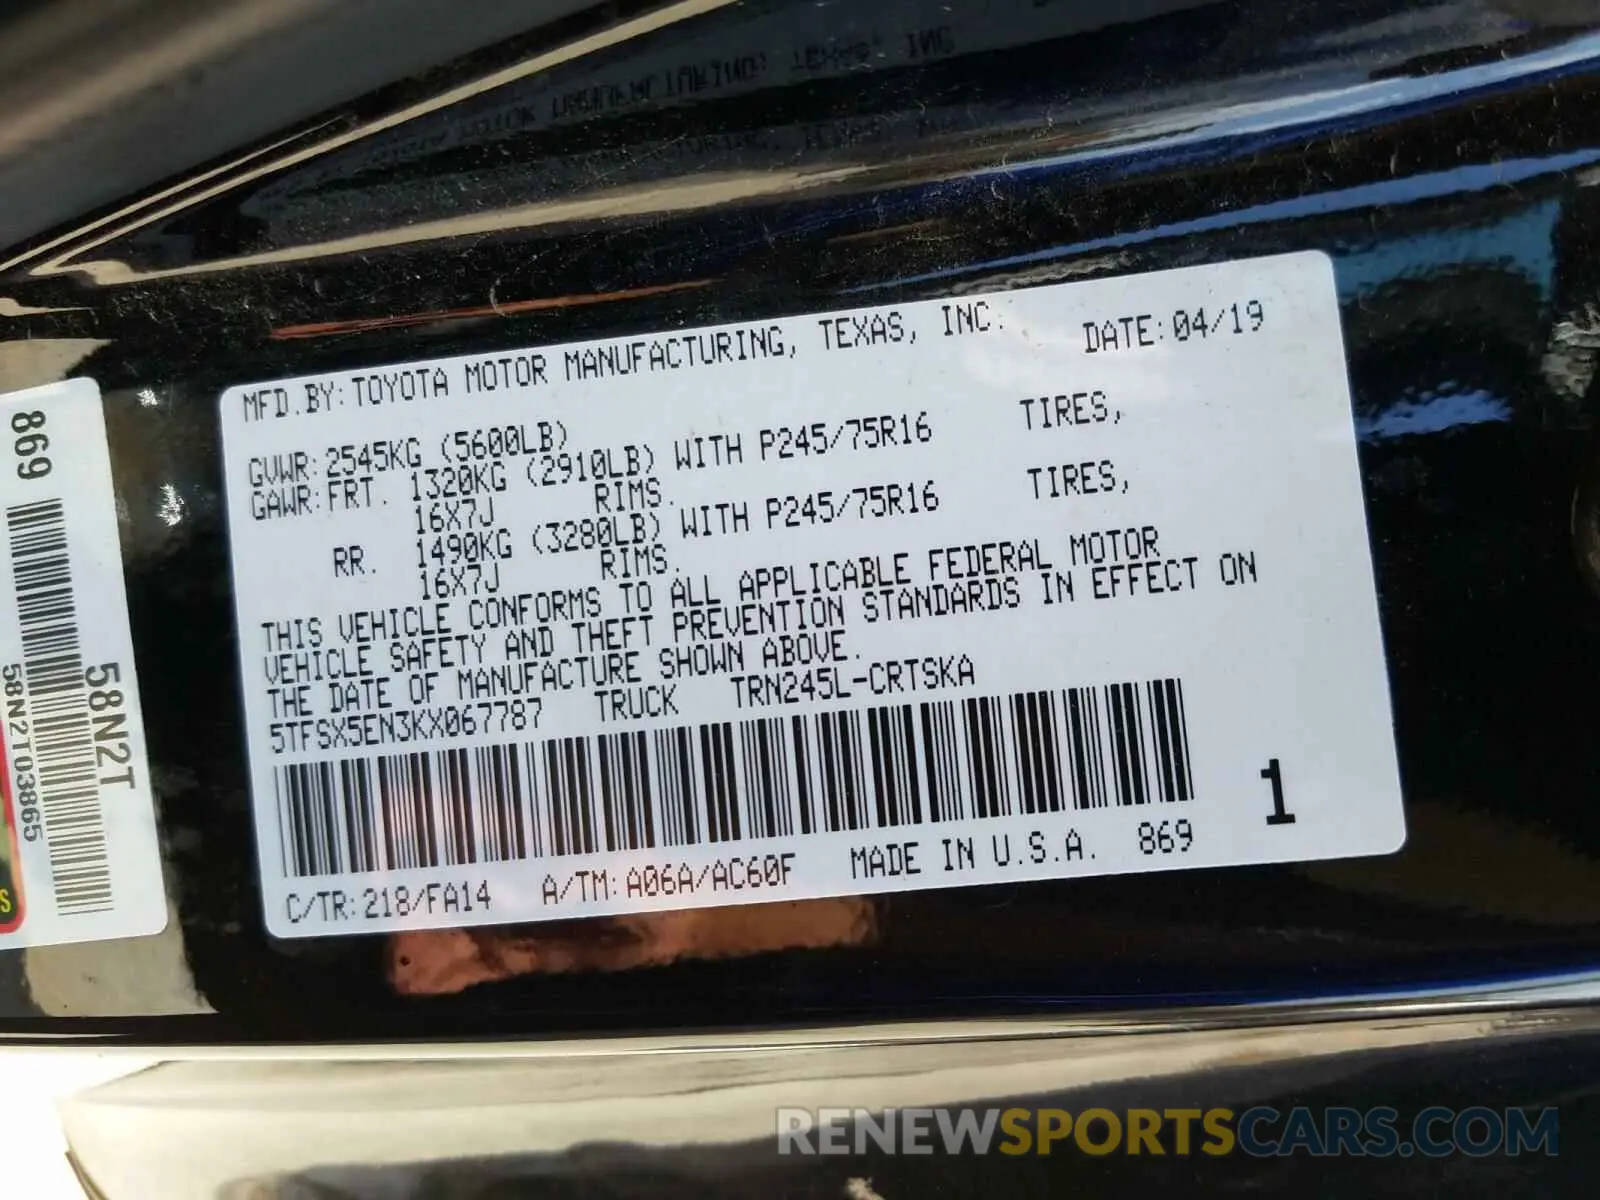 MFD.BY:TOYOTA MOTOR MANUFACTURING, TEXAS, INC.
DATE:04/19
GVWR:2545KG (5600LB)
GAWR:FRT. 1320KG (2910LB) WITH P245/75R16 TIRES,
16X7J RIMS.
RR. 1490KG (3280LB) WITH P245/75R16 TIRES,
16X7J RIMS.
THIS VEHICLE CONFORMS TO ALL APPLICABLE FEDERAL MOTOR
VEHICLE SAFETY AND THEFT PREVENTION STANDARDS IN EFFECT ON
THE DATE OF MANUFACTURE SHOWN ABOVE.
5TFSX5EN3KX067787 TRUCK TRN245L-CRTSKA
1
C/TR:218/FA14 A/TM:A06A/AC60F MADE IN U.S.A. 869
869
58N2T
58N2T03865
S
RENEWSPORTSCARS.COM